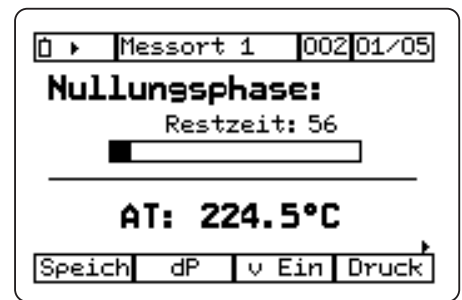 Messort 1 002 01/05
Nullungsphase:
Restzeit: 56
AT: 224.5°C
Speich dP v Ein Druck